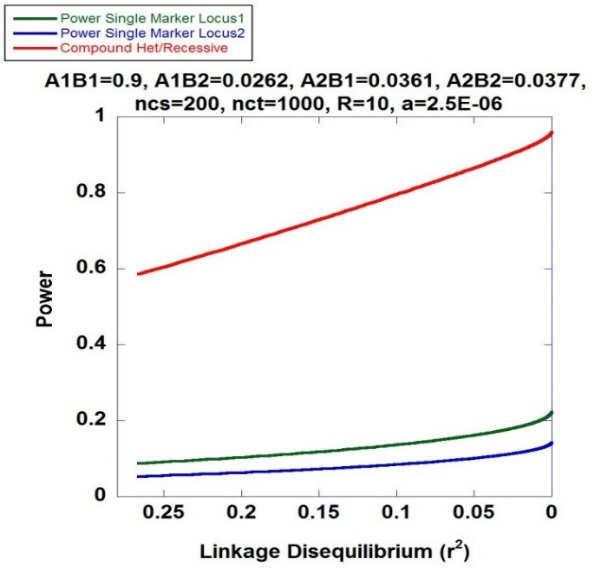 Power Single Marker Locus1
Power Single Marker Locus2
Compound Het/Recessive
A1B1=0.9, A1B2=0.0262, A2B1=0.0361, A2B2=0.0377,
ncs=200, nct=1000, R=10, a=2.5E-06
1
0.8
0.6
0.4
0.2
0
Power
0.25 0.2 0.15 0.1 0.05 0
Linkage Disequilibrium (r²)